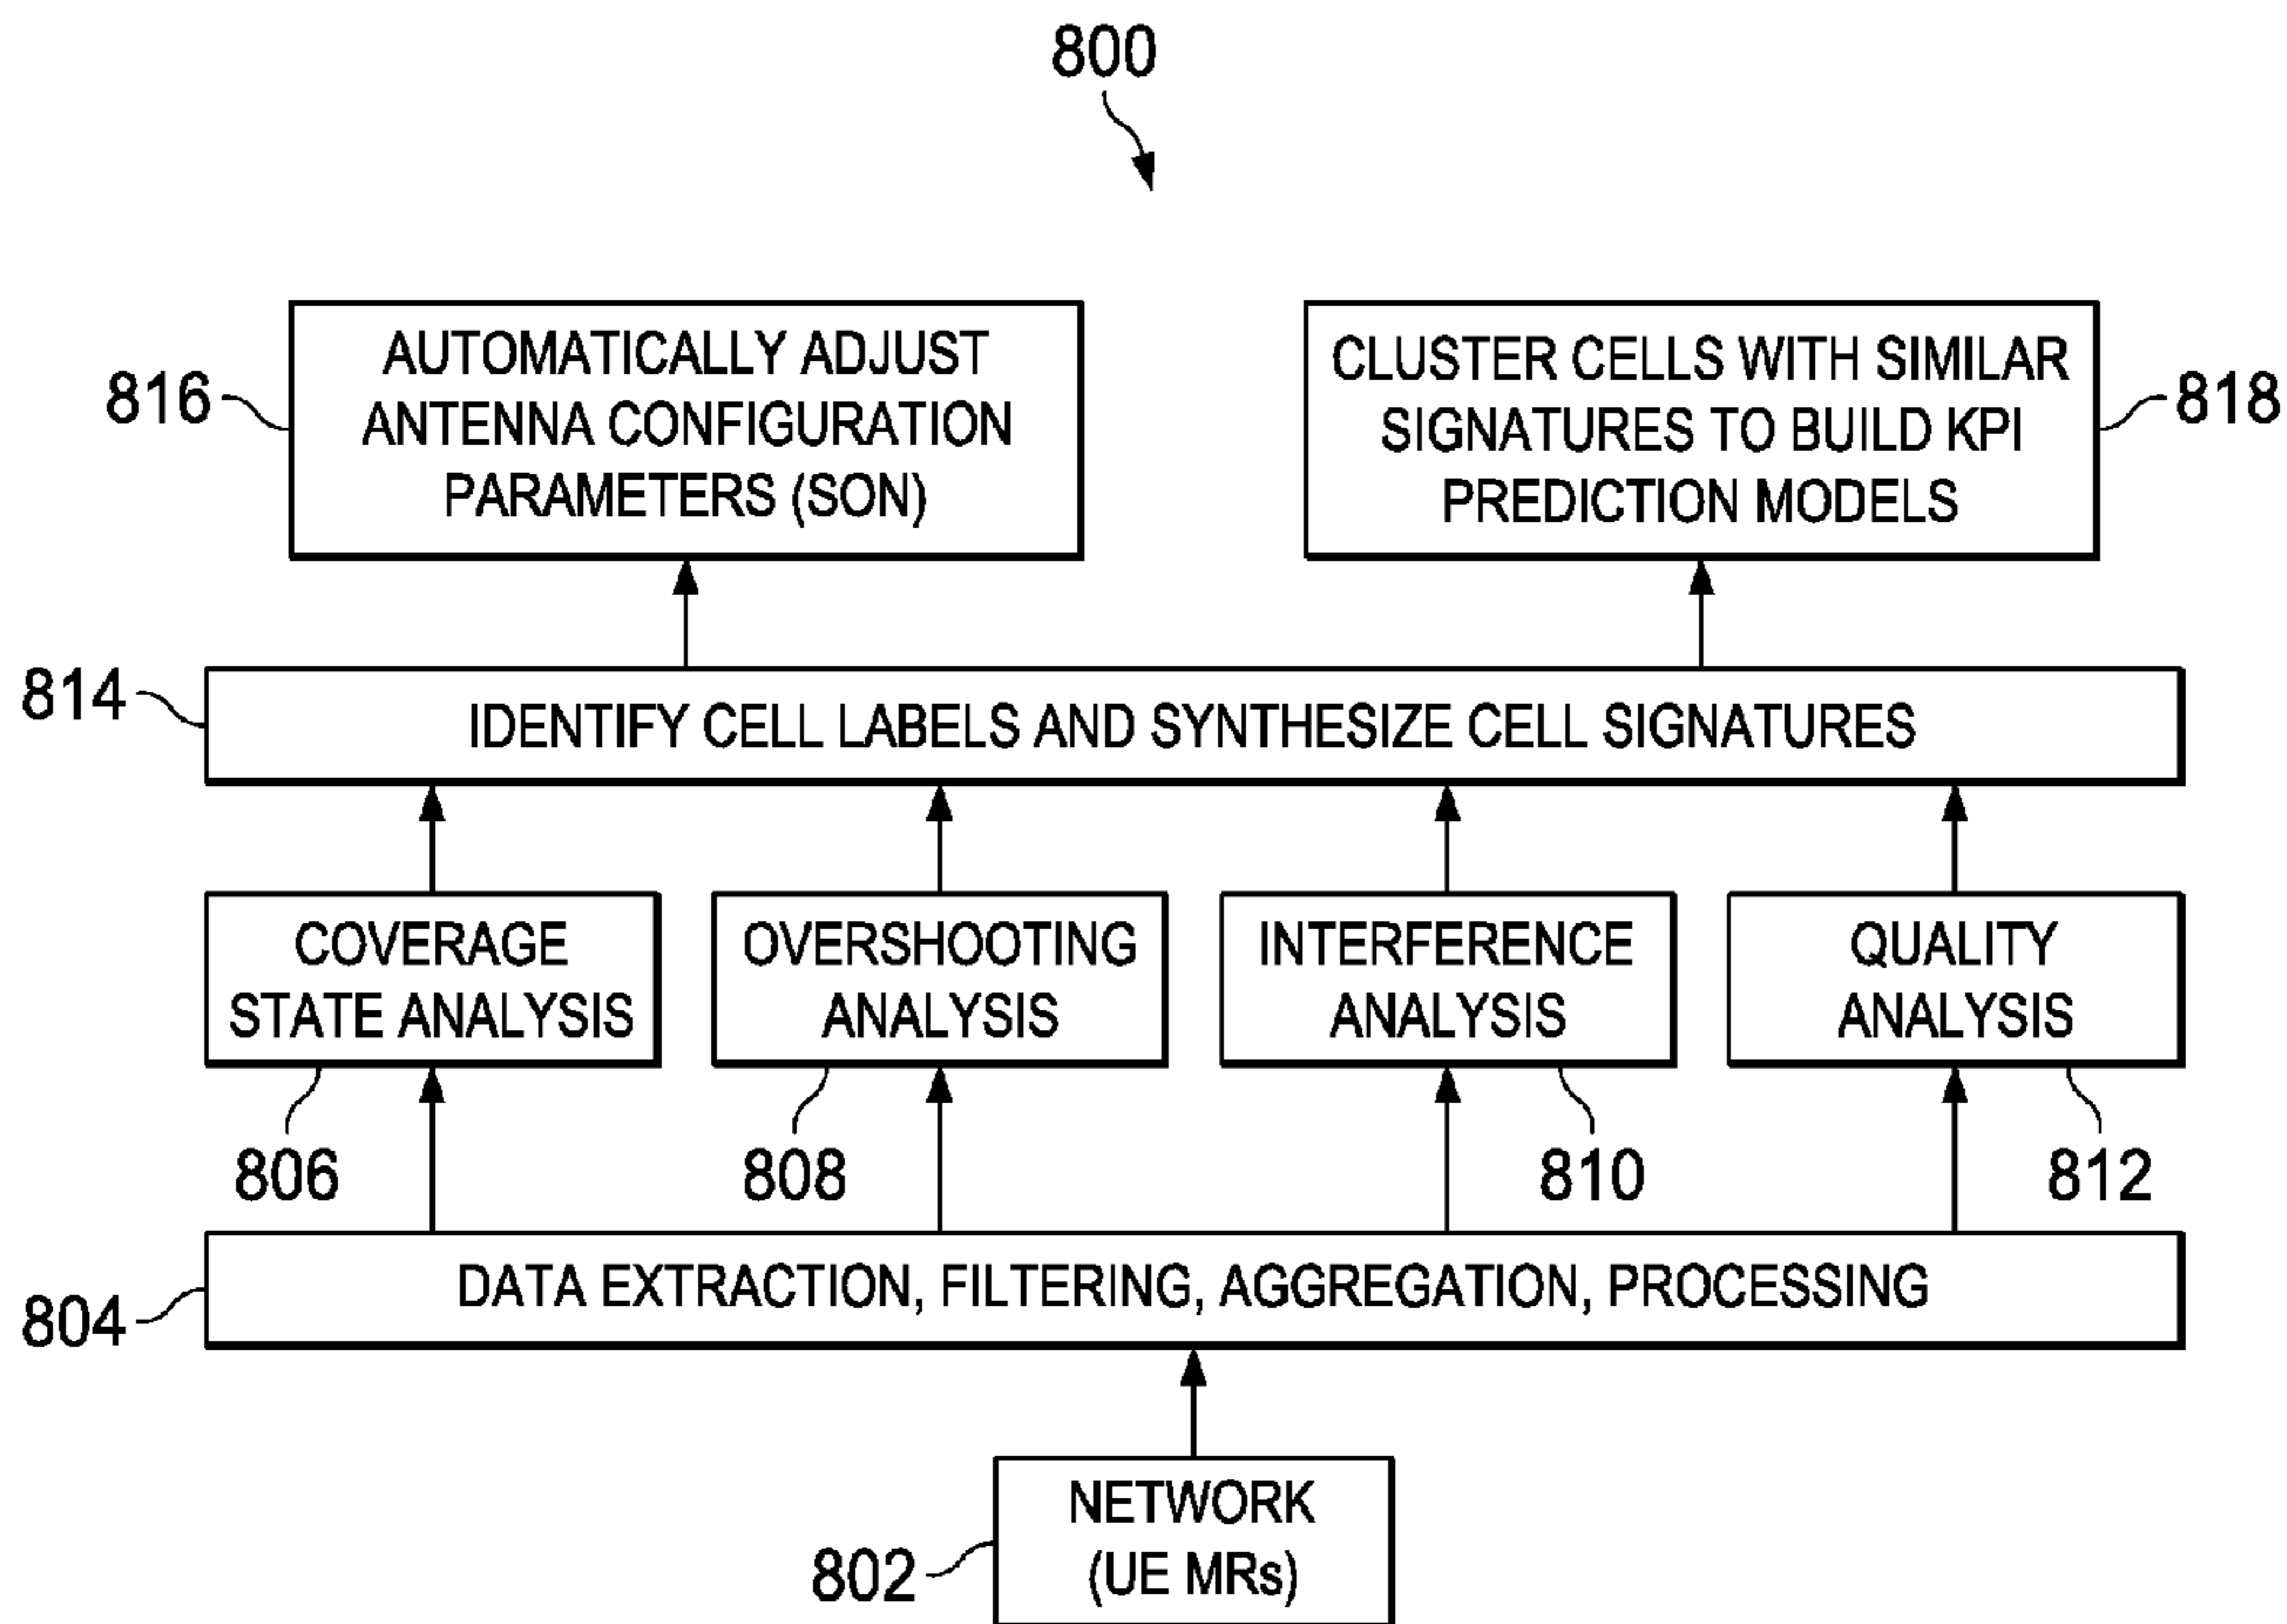 800
AUTOMATICALLY ADJUST
ANTENNA CONFIGURATION
PARAMETERS (SON)
816
CLUSTER CELLS WITH SIMILAR
SIGNATURES TO BUILD KPI
PREDICTION MODELS
818
814
IDENTIFY CELL LABELS AND SYNTHESIZE CELL SIGNATURES
COVERAGE
STATE ANALYSIS
OVERSHOOTING
ANALYSIS
INTERFERENCE
ANALYSIS
QUALITY
ANALYSIS
806
808
810
812
804
DATA EXTRACTION, FILTERING, AGGREGATION, PROCESSING
NETWORK
(UE MRs)
802